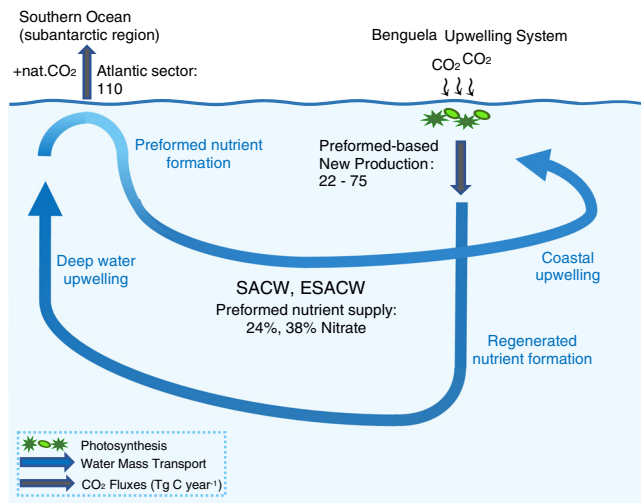 Southern Ocean
(subantarctic region)
+nat.CO₂
Atlantic sector:
110
Benguela Upwelling System
CO₂ CO₂
Preformed nutrient
formation
Preformed-based
New Production:
22 - 75
Deep water
upwelling
Coastal
upwelling
SACW, ESACW
Preformed nutrient supply:
24%, 38% Nitrate
Regenerated
nutrient formation
Photosynthesis
Water Mass Transport
CO₂ Fluxes (Tg C year⁻¹)